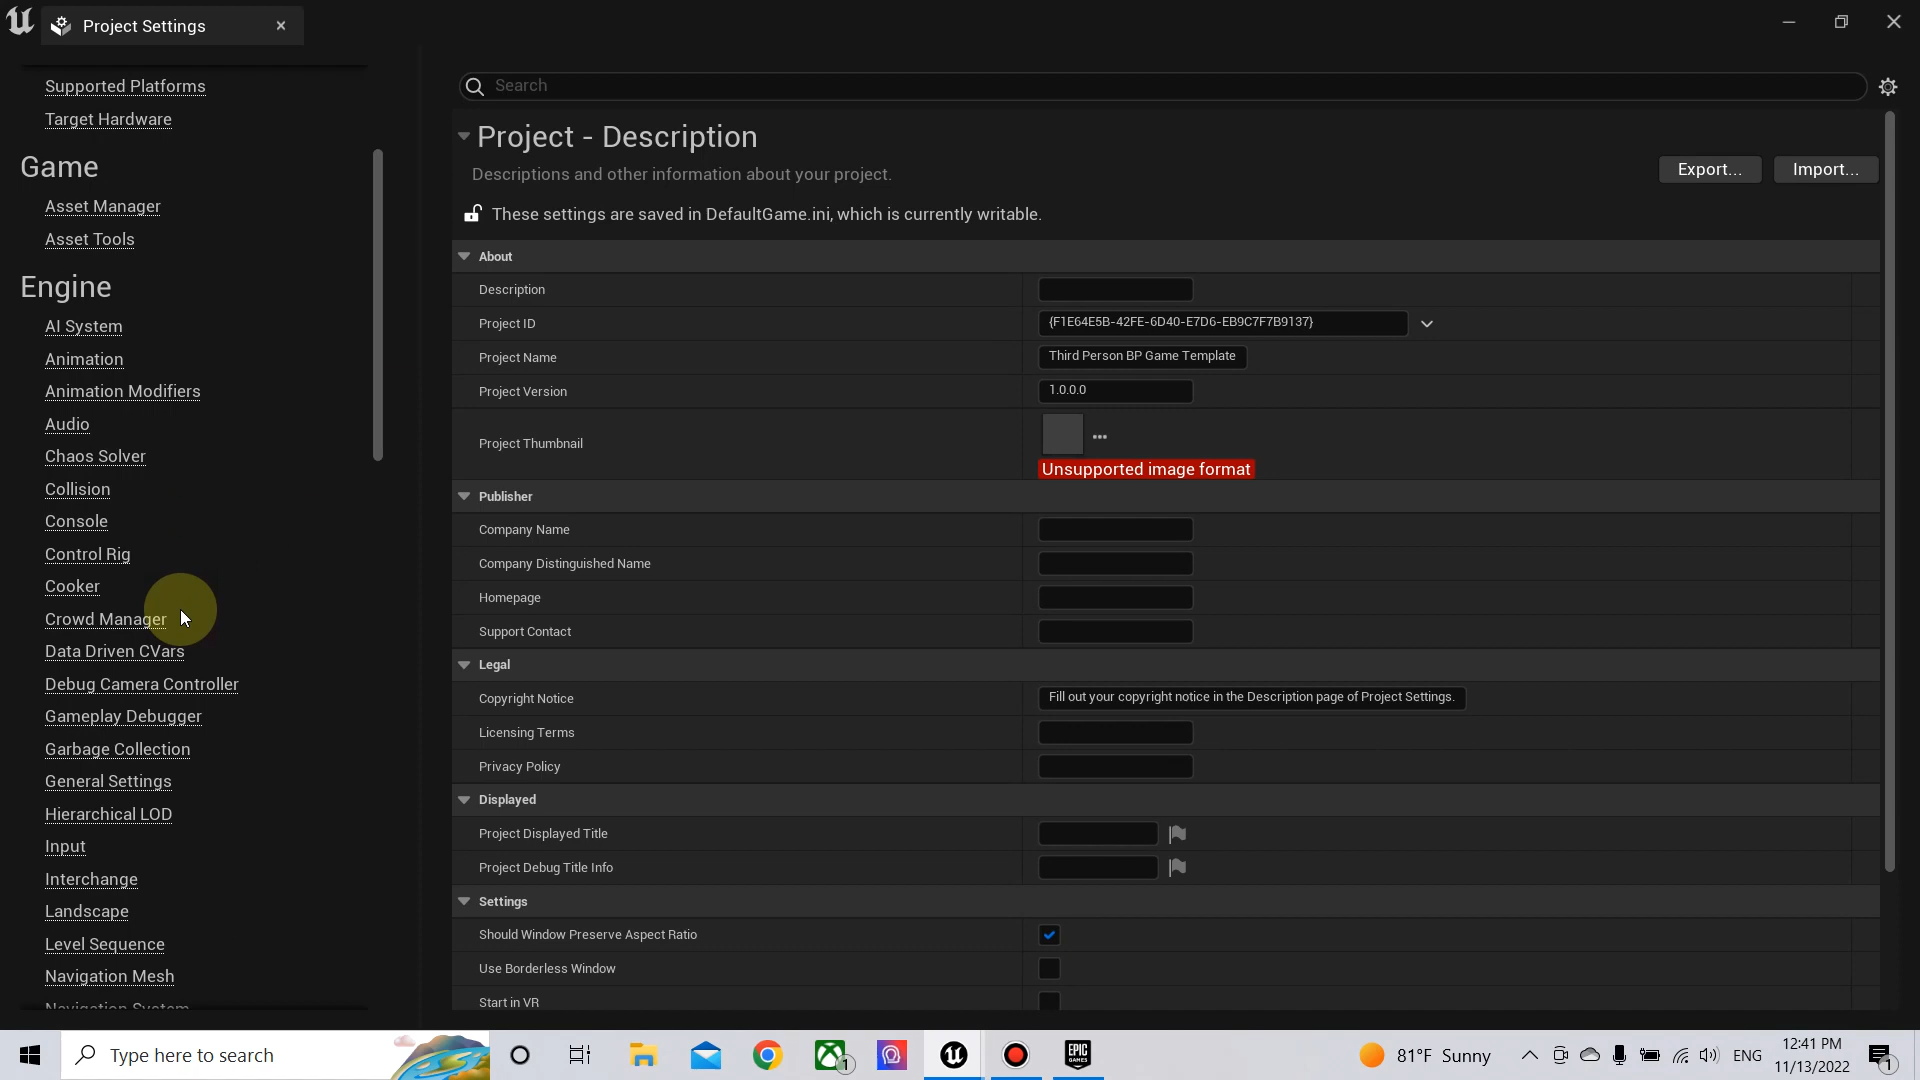 Project Settings
Supported Platforms
Target Hardware
Game
Asset Manager
Asset Tools
Engine
AI System
Animation
Animation Modifiers
Audio
Chaos Solver
Collision
Console
Control Rig
Cooker
Crowd Manager
Data Driven CVars
Debug Camera Controller
Gameplay Debugger
Garbage Collection
General Settings
Hierarchical LOD
Input
Interchange
Landscape
Level Sequence
Navigation Mesh
Navigation System
Search
Project - Description
Descriptions and other information about your project.
Export...
Import...
These settings are saved in DefaultGame.ini, which is currently writable.
About
Description
Project ID
{F1E64E5B-42FE-6D40-E7D6-EB9C7F7B9137}
Project Name
Third Person BP Game Template
Project Version
1.0.0.0
Project Thumbnail
Unsupported image format
Publisher
Company Name
Company Distinguished Name
Homepage
Support Contact
Legal
Copyright Notice
Fill out your copyright notice in the Description page of Project Settings.
Licensing Terms
Privacy Policy
Displayed
Project Displayed Title
Project Debug Title Info
Settings
Should Window Preserve Aspect Ratio
Use Borderless Window
Start in VR
Type here to search
1
EPIC
GAMES
81°F Sunny
ENG
12:41 PM
11/13/2022
1